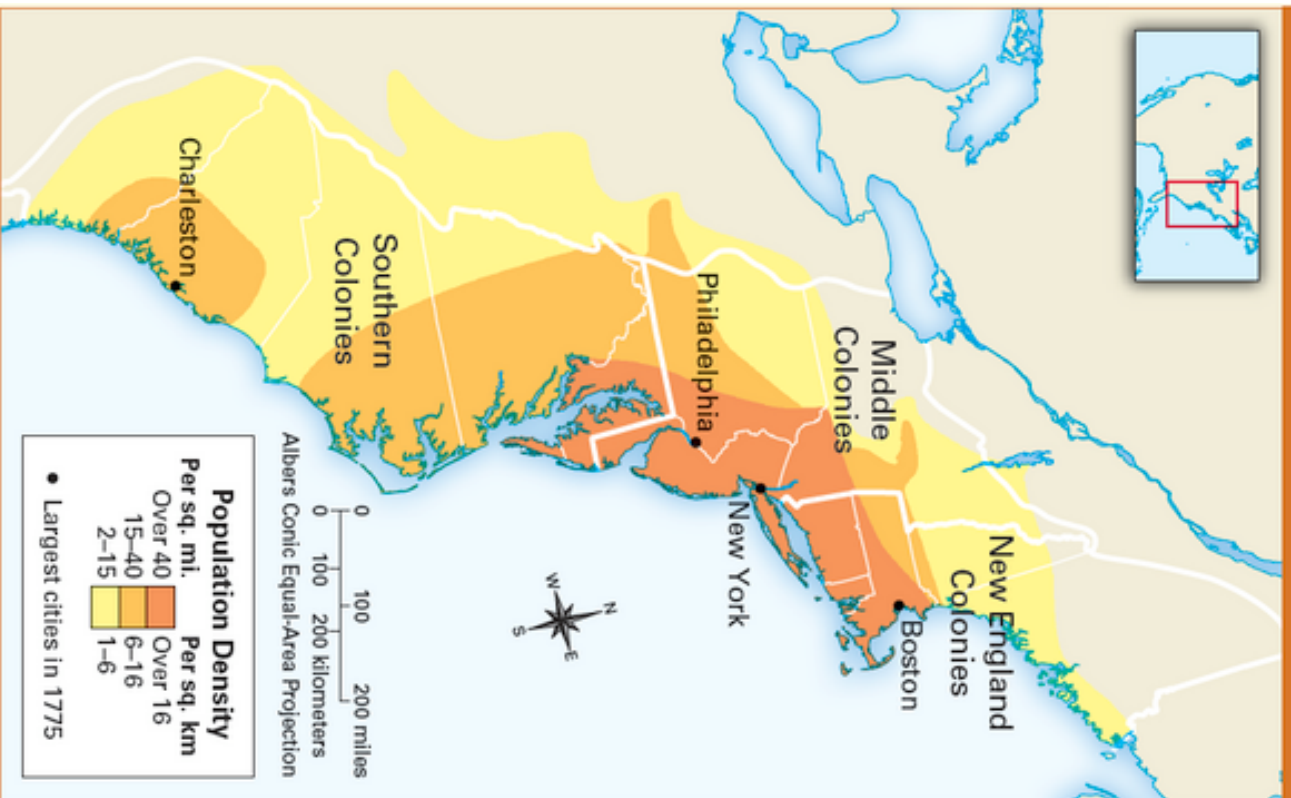 New England
Colonies
Boston
Middle
Colonies
New York
Philadelphia
Southern
Colonies
Charleston
N
W
E
S
0 100 200 miles
0 100 200 kilometers
Albers Conic Equal-Area Projection
Population Density
Per sq. mi. Per sq. km
Over 40 Over 16
15–40 6–16
2–15 1–6
Largest cities in 1775